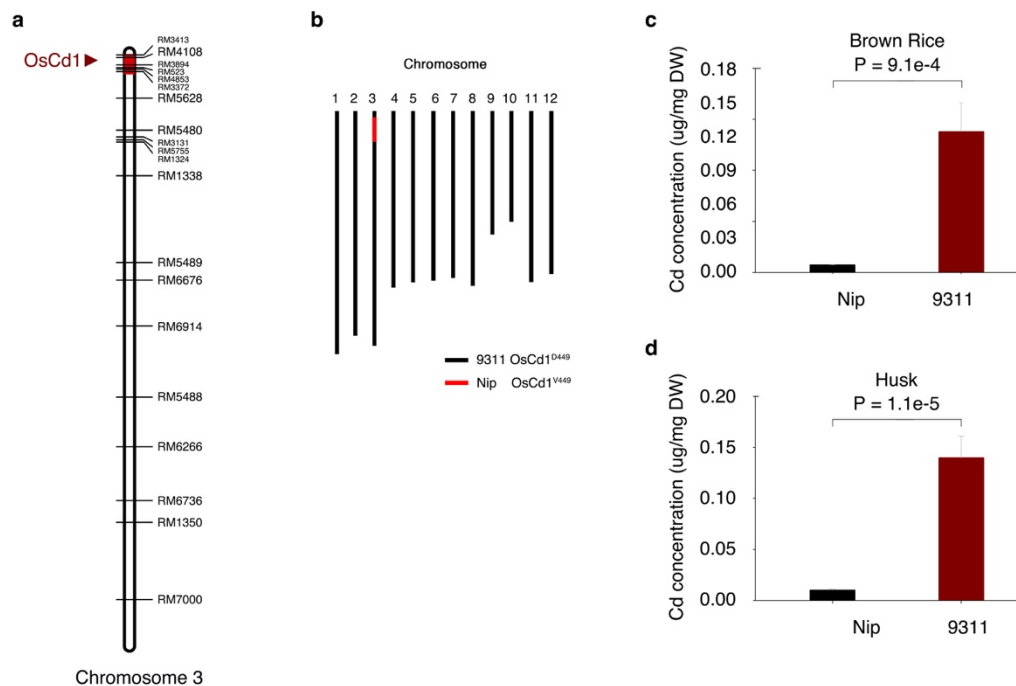 a
OsCd1
RM3413
RM4108
RM3894
RM523
RM4853
RM3372
RM5628
RM5480
RM3131
RM5755
RM1324
RM1338
RM5489
RM6676
RM6914
RM5488
RM6266
RM6736
RM1350
RM7000
Chromosome 3
b
Chromosome
1 2 3 4 5 6 7 8 9 10 11 12
9311 OsCd1D449
Nip OsCd1V449
c
Brown Rice
P = 9.1e-4
Cd concentration (ug/mg DW)
0.18
0.15
0.12
0.09
0.06
0.03
0.00
Nip 9311
d
Husk
P = 1.1e-5
Cd concentration (ug/mg DW)
0.20
0.15
0.10
0.05
0.00
Nip 9311